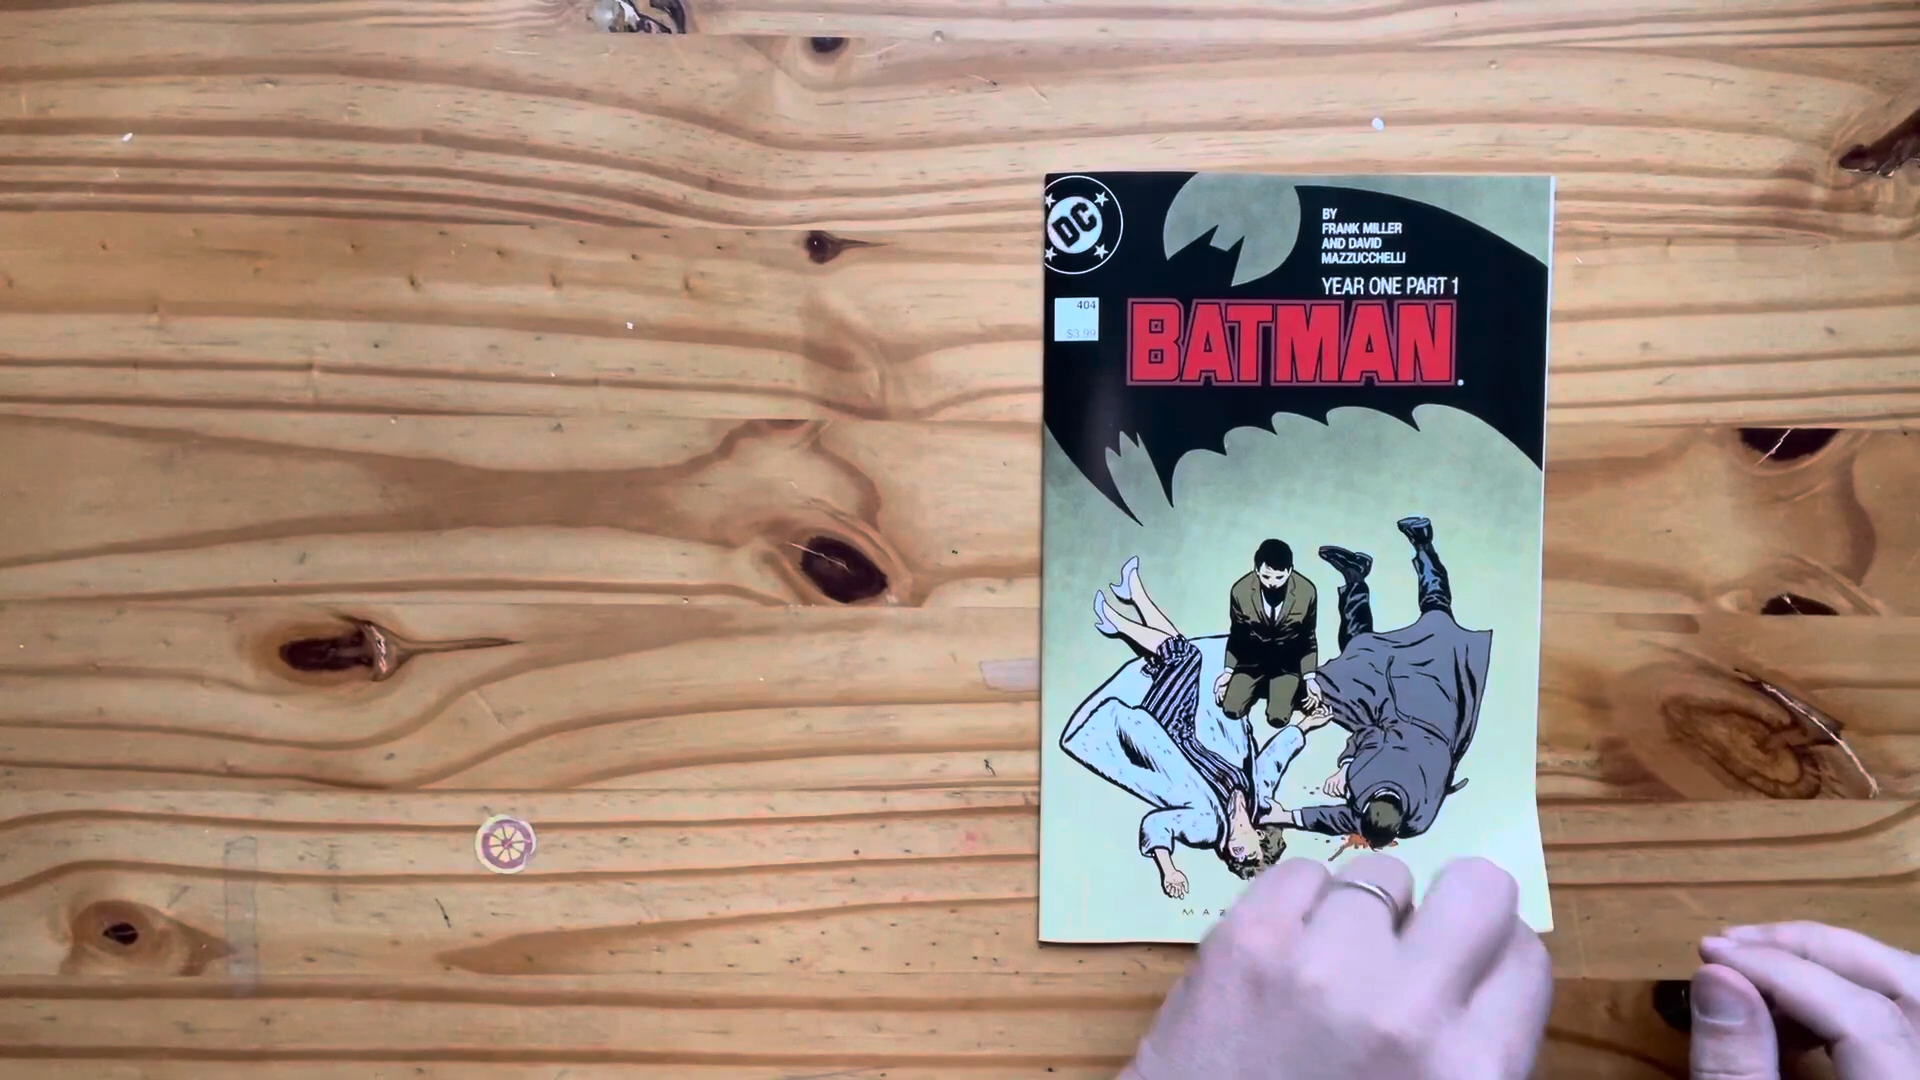 DC
BY
FRANK MILLER
AND DAVID
MAZZUCCHELLI
YEAR ONE PART 1
404
$3.99
BATMAN